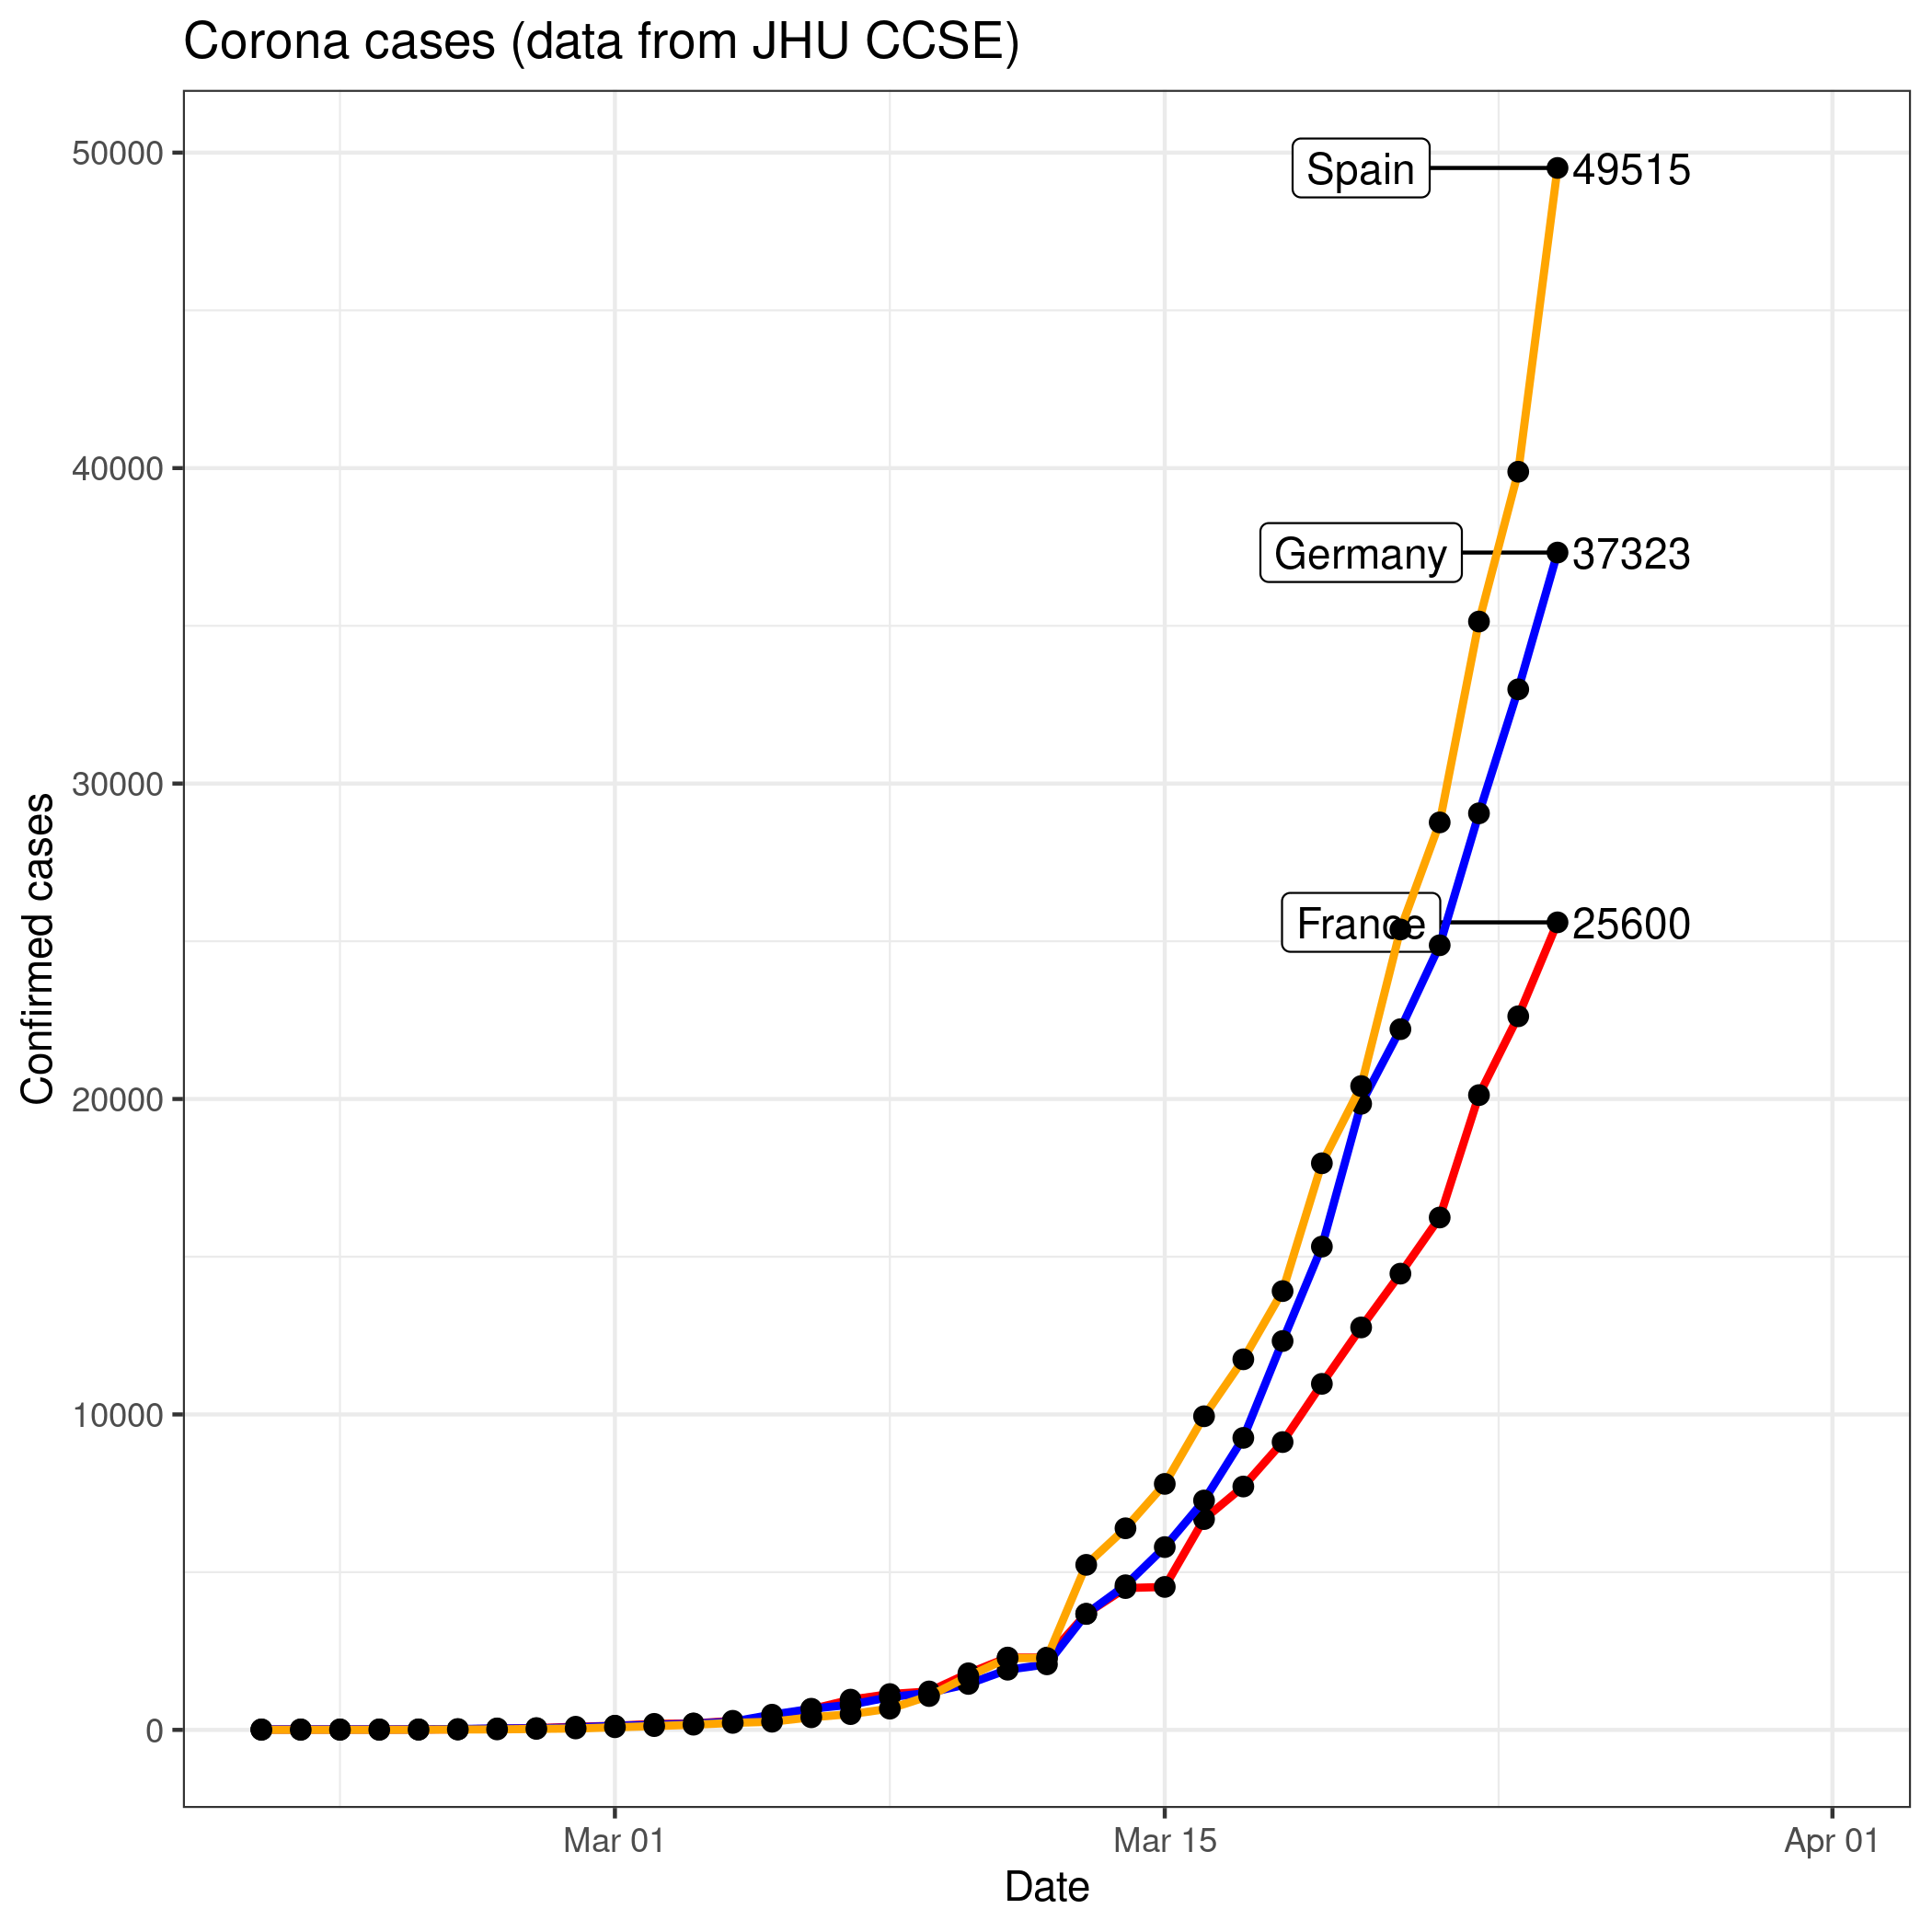 Corona cases (data from JHU CCSE)
Confirmed cases
50000
40000
30000
20000
10000
0
Spain
49515
Germany
37323
France
25600
Mar 01
Mar 15
Apr 01
Date